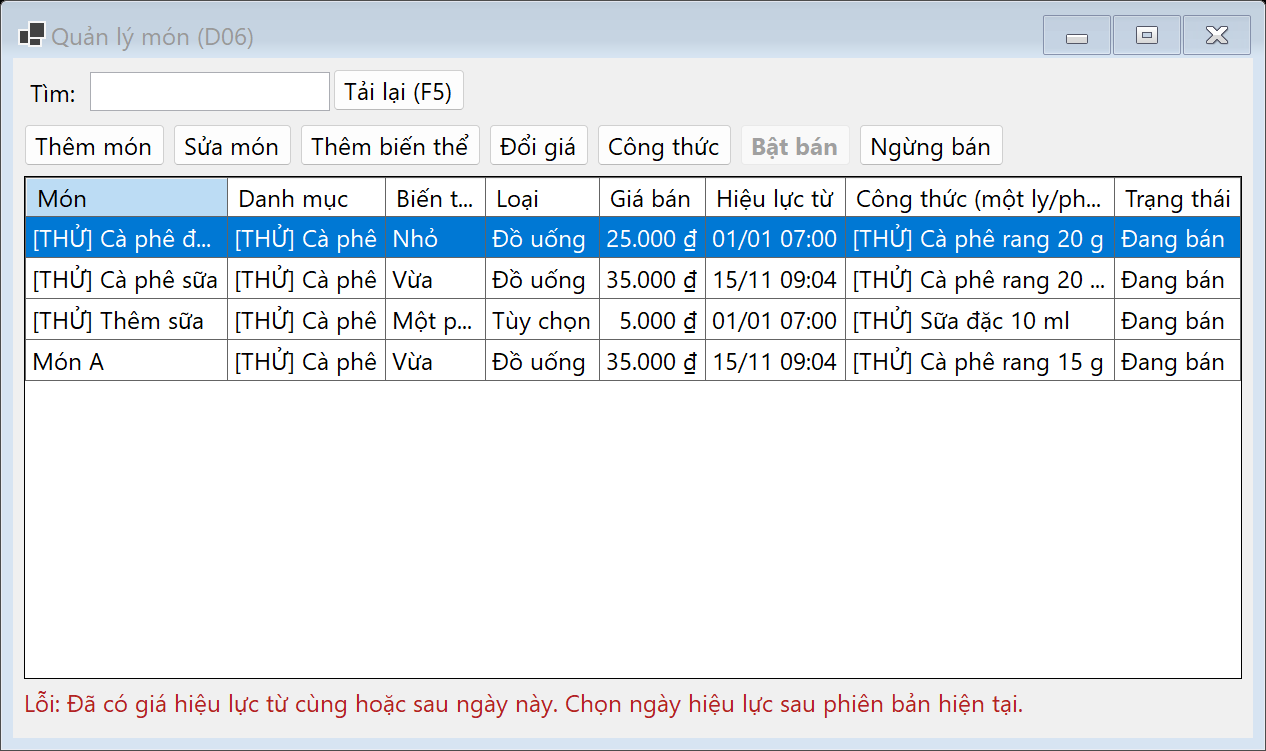 Quản lý món (D06)
Tìm: Tải lại (F5)
Thêm món Sửa món Thêm biến thể Đổi giá Công thức Bật bán Ngừng bán
Món Danh mục Biến t... Loại Giá bán Hiệu lực từ Công thức (một ly/ph... Trạng thái
[THỬ] Cà phê đ... [THỬ] Cà phê Nhỏ Đồ uống 25.000 ₫ 01/01 07:00 [THỬ] Cà phê rang 20 g Đang bán
[THỬ] Cà phê sữa [THỬ] Cà phê Vừa Đồ uống 35.000 ₫ 15/11 09:04 [THỬ] Cà phê rang 20 ... Đang bán
[THỬ] Thêm sữa [THỬ] Cà phê Một p... Tùy chọn 5.000 ₫ 01/01 07:00 [THỬ] Sữa đặc 10 ml Đang bán
Món A [THỬ] Cà phê Vừa Đồ uống 35.000 ₫ 15/11 09:04 [THỬ] Cà phê rang 15 g Đang bán
Lỗi: Đã có giá hiệu lực từ cùng hoặc sau ngày này. Chọn ngày hiệu lực sau phiên bản hiện tại.